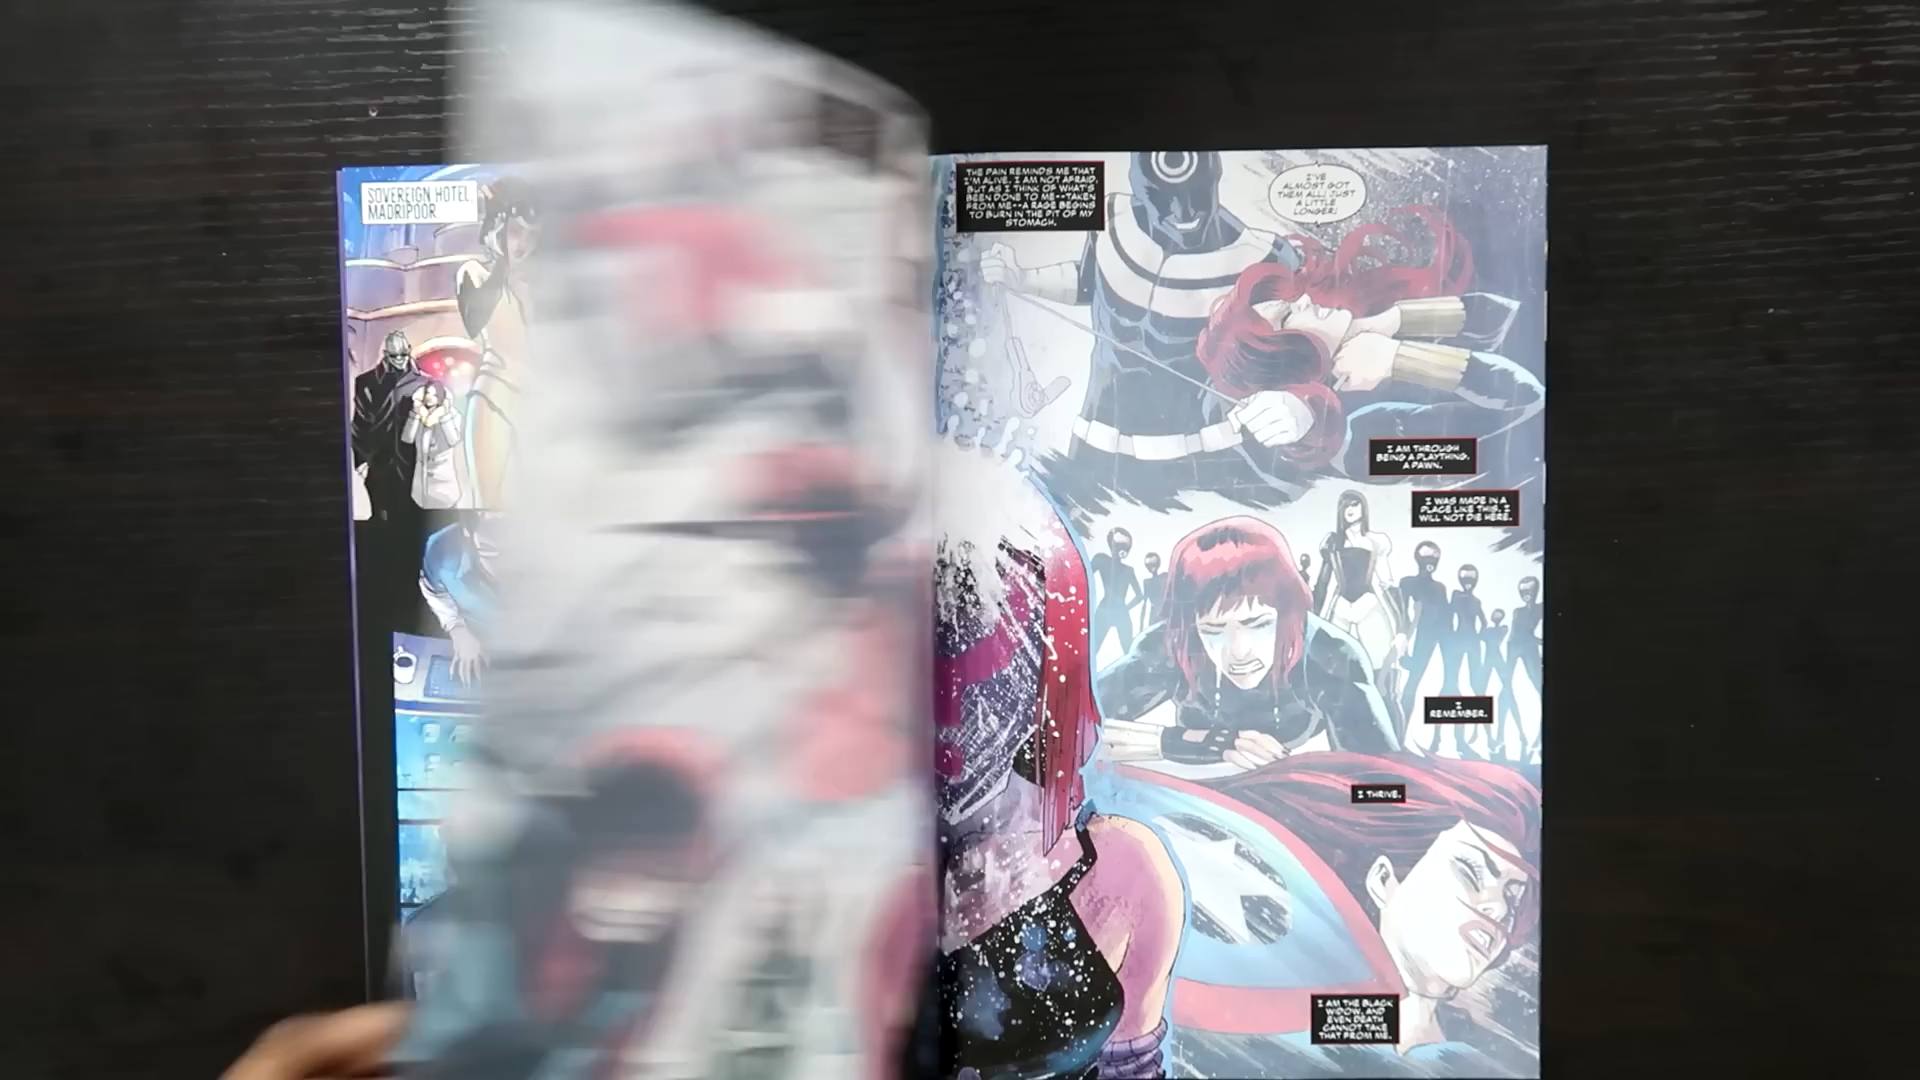 SOVEREIGN HOTEL,
MADRIPOOR.
THE PAIN REMINDS ME THAT
I'M ALIVE. I AM NOT AFRAID.
BUT AS I THINK OF WHAT'S
BEEN DONE TO ME--TAKEN
FROM ME--A RAGE BEGINS
TO BURN IN THE PIT OF MY
STOMACH.
I'VE
ALMOST GOT
THEM ALL! JUST
A LITTLE
LONGER!
I AM THROUGH
BEING A PLAYTHING.
A PAWN.
I WAS MADE IN A
PLACE LIKE THIS. I
WILL NOT DIE HERE.
I
REMEMBER.
I THRIVE.
I AM THE BLACK
WIDOW, AND
EVEN DEATH
CANNOT TAKE
THAT FROM ME.